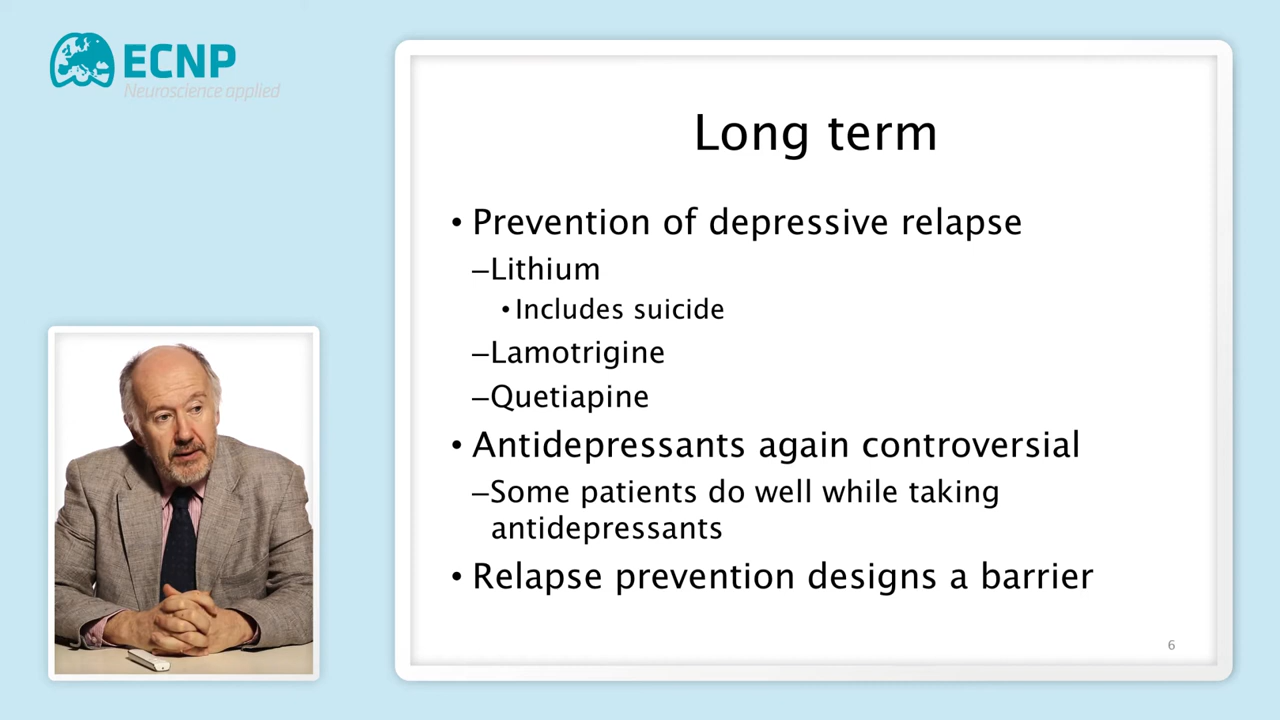 ECNP
Neuroscience applied
Long term
• Prevention of depressive relapse
–Lithium
• Includes suicide
–Lamotrigine
–Quetiapine
• Antidepressants again controversial
–Some patients do well while taking
antidepressants
• Relapse prevention designs a barrier
6